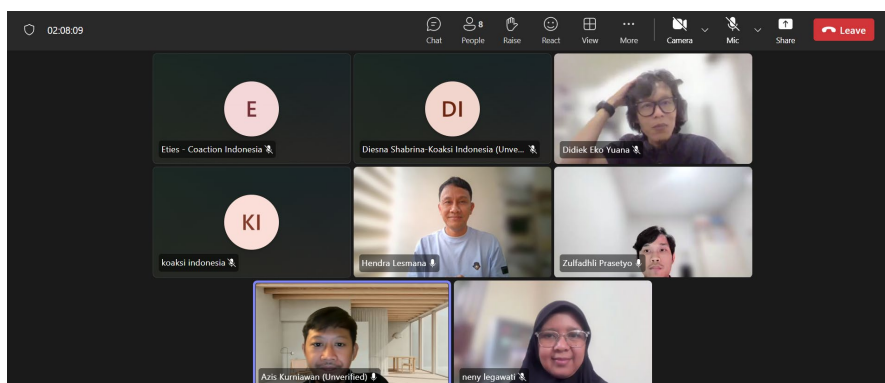 02:08:09
8
Chat People Raise React View More Camera Mic Share Leave
E
Eties - Coaction Indonesia
DI
Diesna Shabrina-Koaksi Indonesia (Unve...
Didiek Eko Yuana
KI
koaksi indonesia
Hendra Lesmana
Zulfadhli Prasetyo
Azis Kurniawan (Unverified)
neny legawati